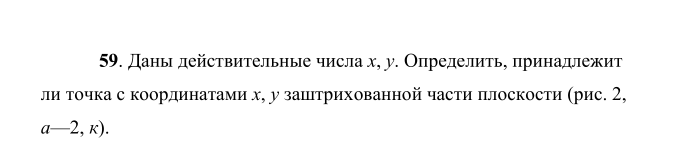 59. Даны действительные числа x, y. Определить, принадлежит
ли точка с координатами x, y заштрихованной части плоскости (рис. 2,
а—2, к).